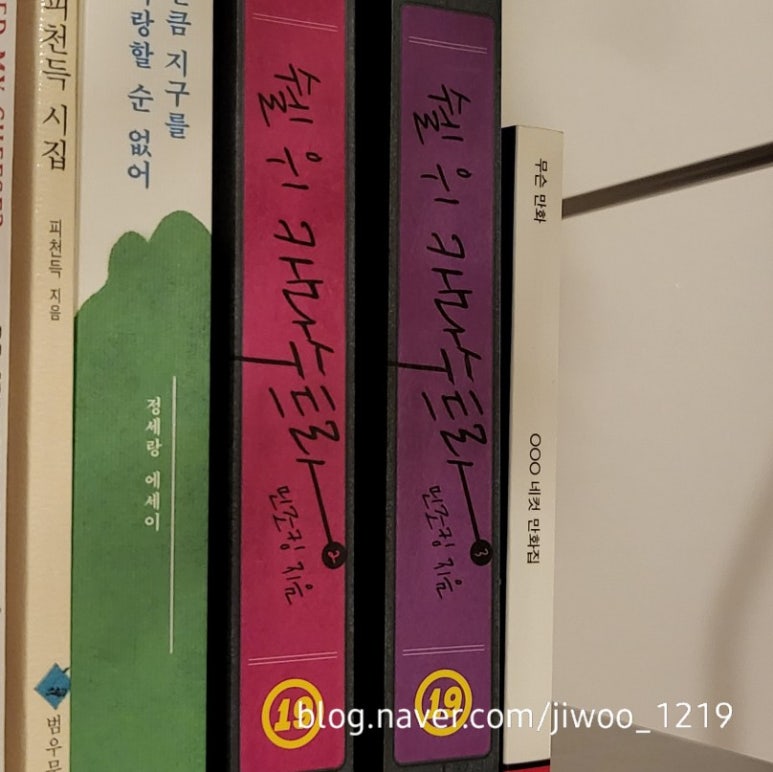 피천득 시집
피천득 지음
범우
큼 지구를
랑할 순 없어
정세랑 에세이
쉘 위 카마수트라
2
민조킹 지음
19
쉘 위 카마수트라
3
민조킹 지음
19
무슨 만화
OOO 네컷 만화집
blog.naver.com/jiwoo_1219